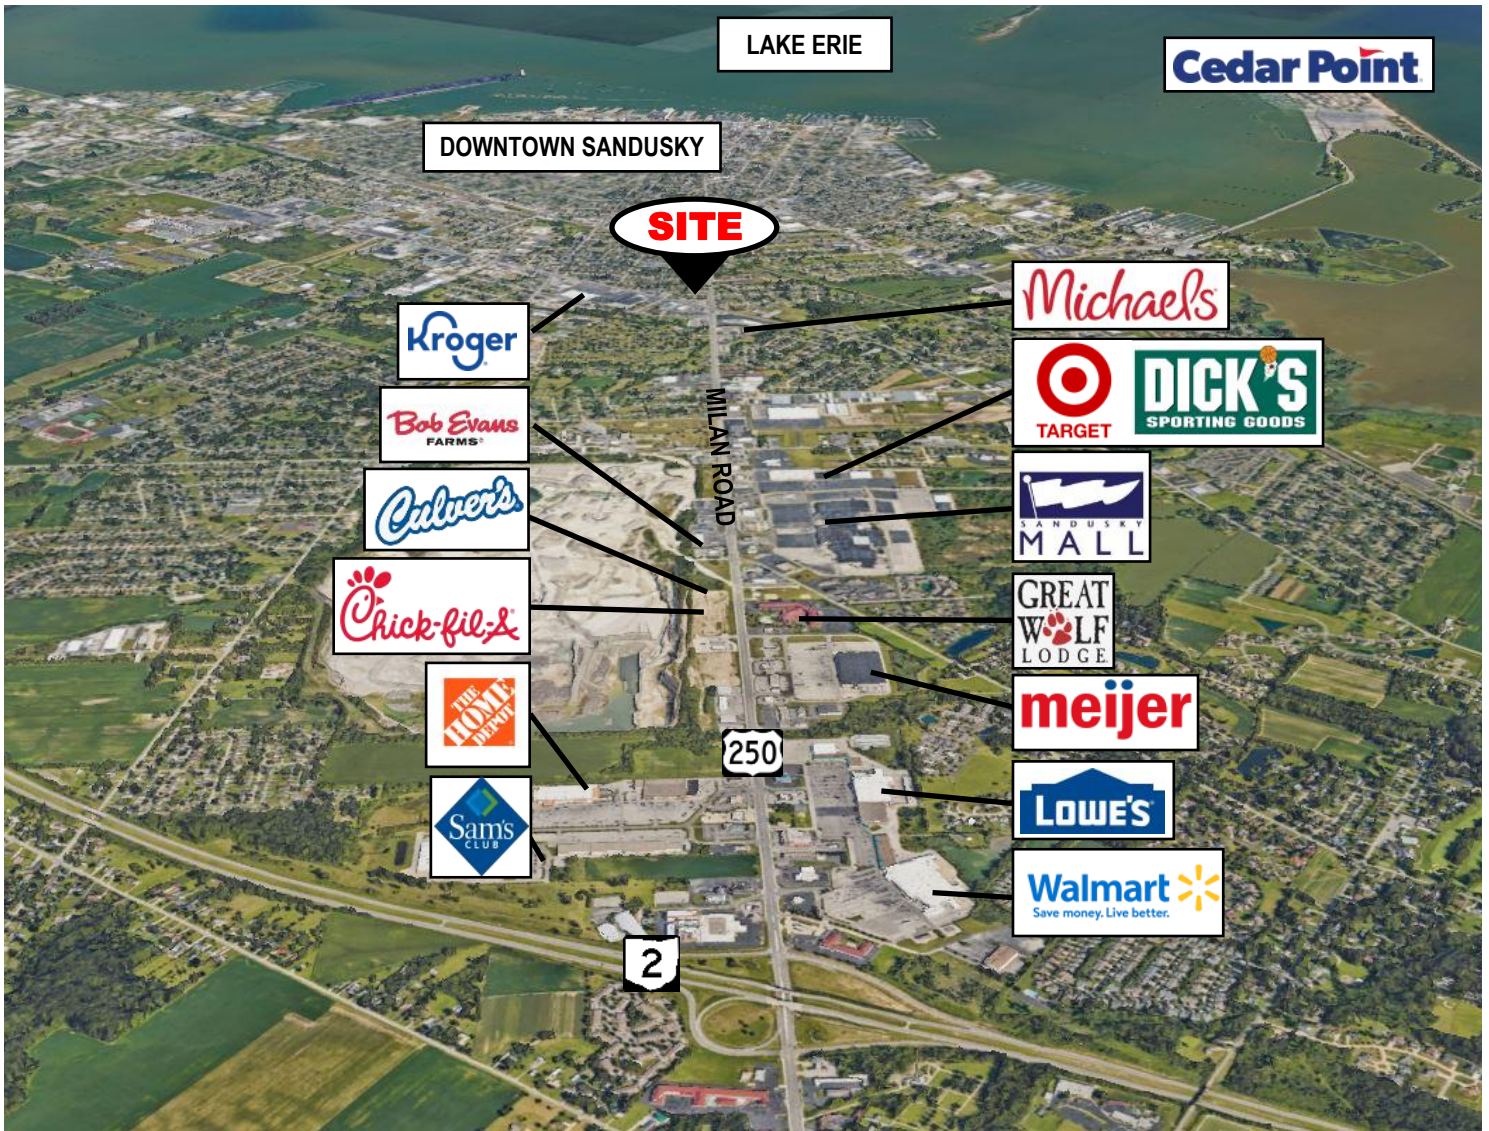 LAKE ERIE
Cedar Point
DOWNTOWN SANDUSKY
SITE
Michaels
Kroger
TARGET
DICK'S
SPORTING GOODS
Bob Evans
FARMS
MILAN ROAD
Culver's
SANDUSKY
MALL
Chick-fil-A
GREAT
WOLF
LODGE
THE
HOME
DEPOT
meijer
250
Sam's
CLUB
LOWE'S
Walmart
Save money. Live better.
2